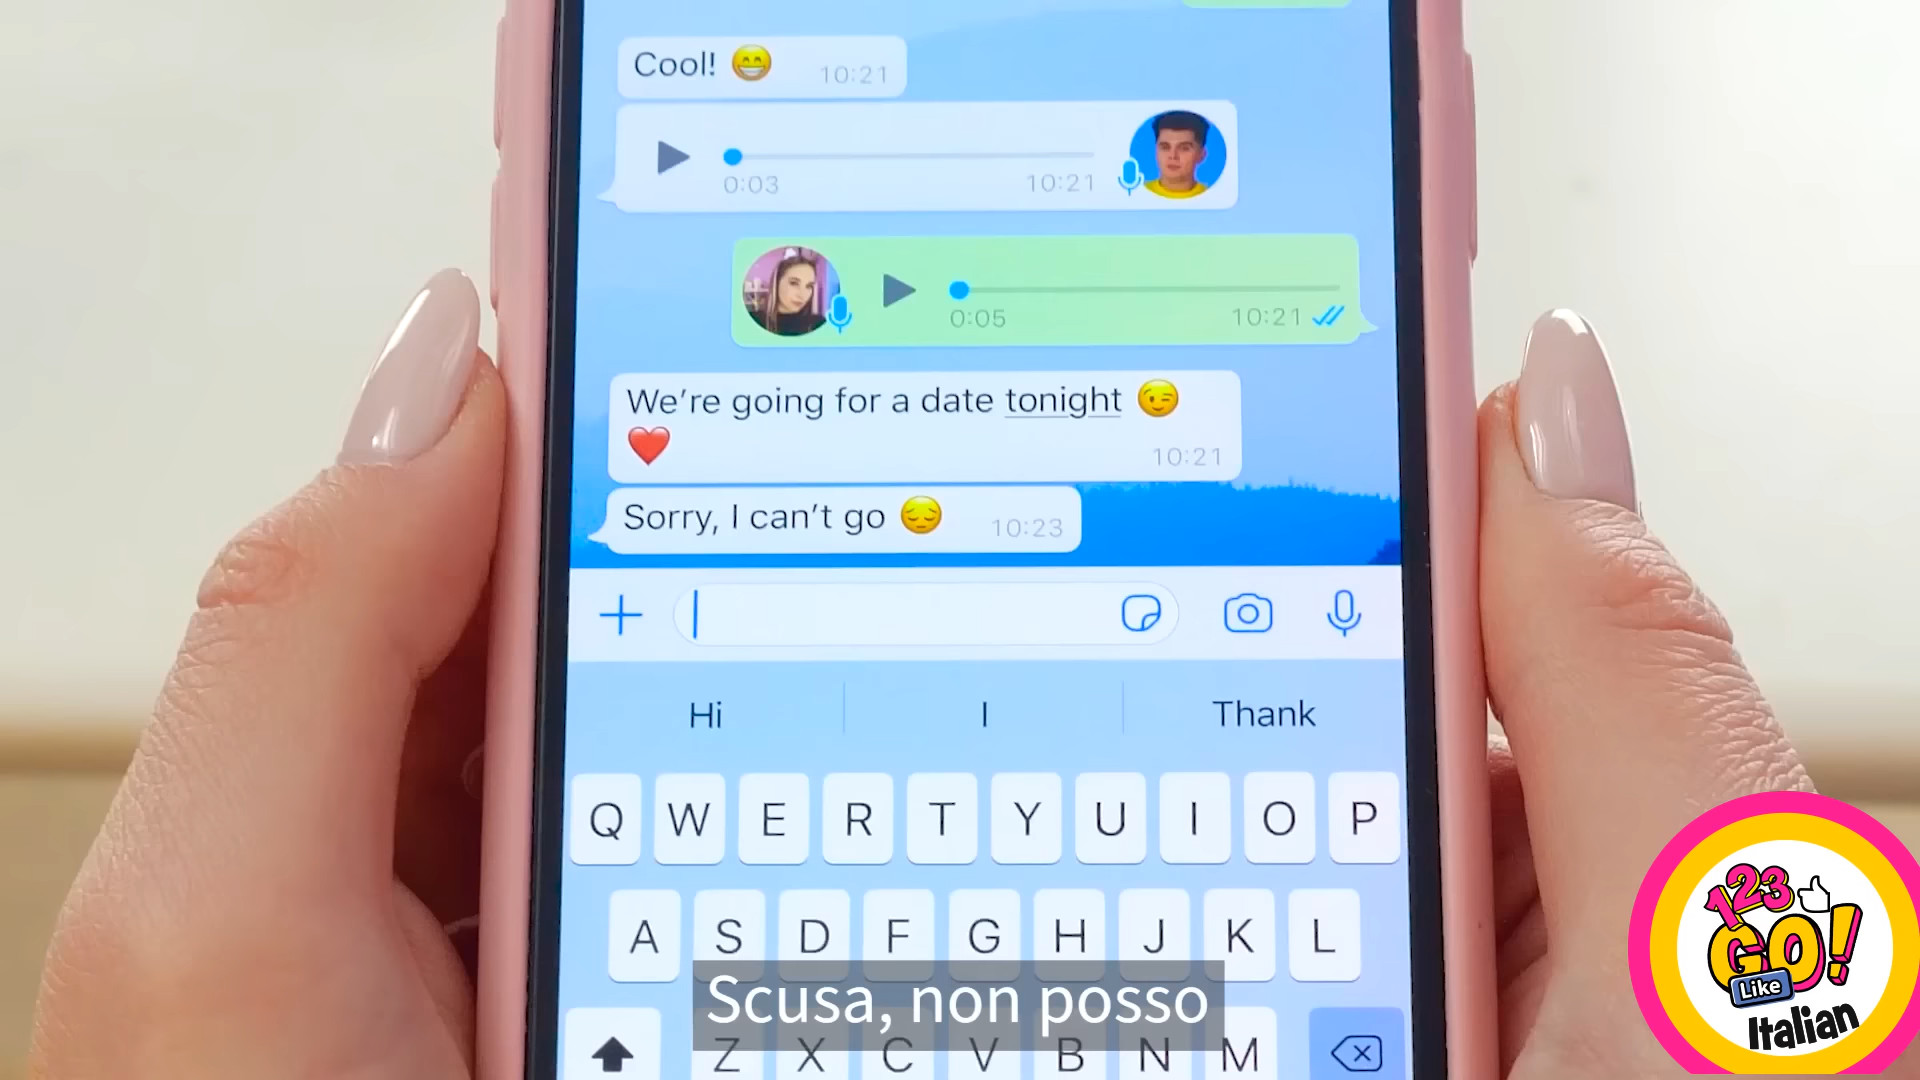 Cool! 😁 10:21
0:03 10:21
0:05 10:21
We're going for a date tonight 😉
❤️ 10:21
Sorry, I can't go 😔 10:23
Hi I Thank
Q W E R T Y U I O P
A S D F G H J K L
Z X C V B N M
Scusa, non posso
123
GO!
Like
Italian